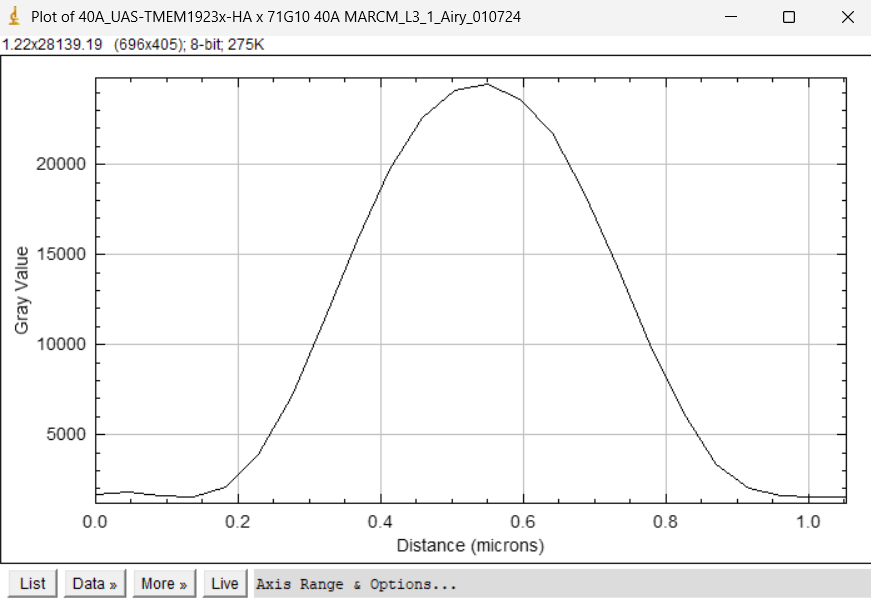 Plot of 40A_UAS-TMEM1923x-HA x 71G10 40A MARCM_L3_1_Airy_010724
1.22x28139.19 (696x405); 8-bit; 275K
20000
15000
10000
5000
Gray Value
0.0 0.2 0.4 0.6 0.8 1.0
Distance (microns)
List Data » More » Live Axis Range & Options...